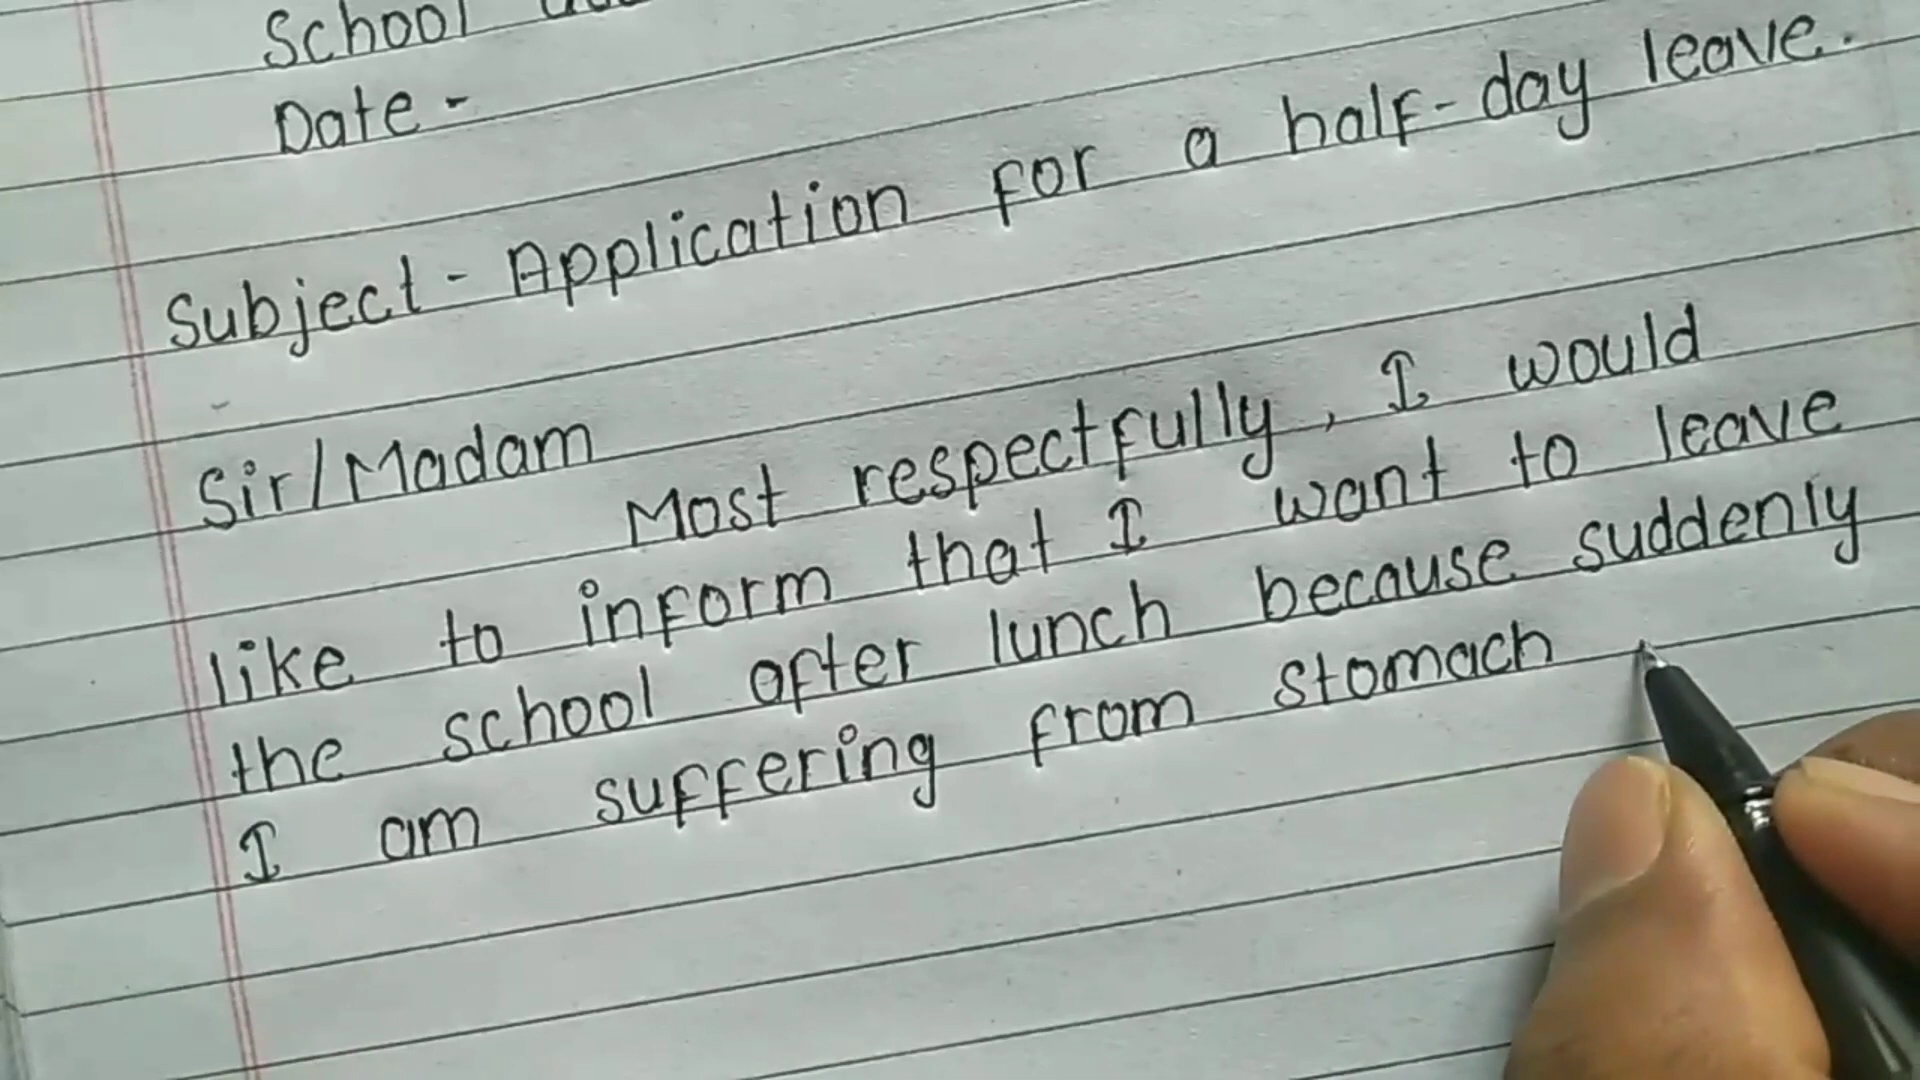 School
Date -
Subject - Application for a half-day leave.
Sir/Madam
Most respectfully, I would
like to inform that I want to leave
the school after lunch because suddenly
I am suffering from stomach